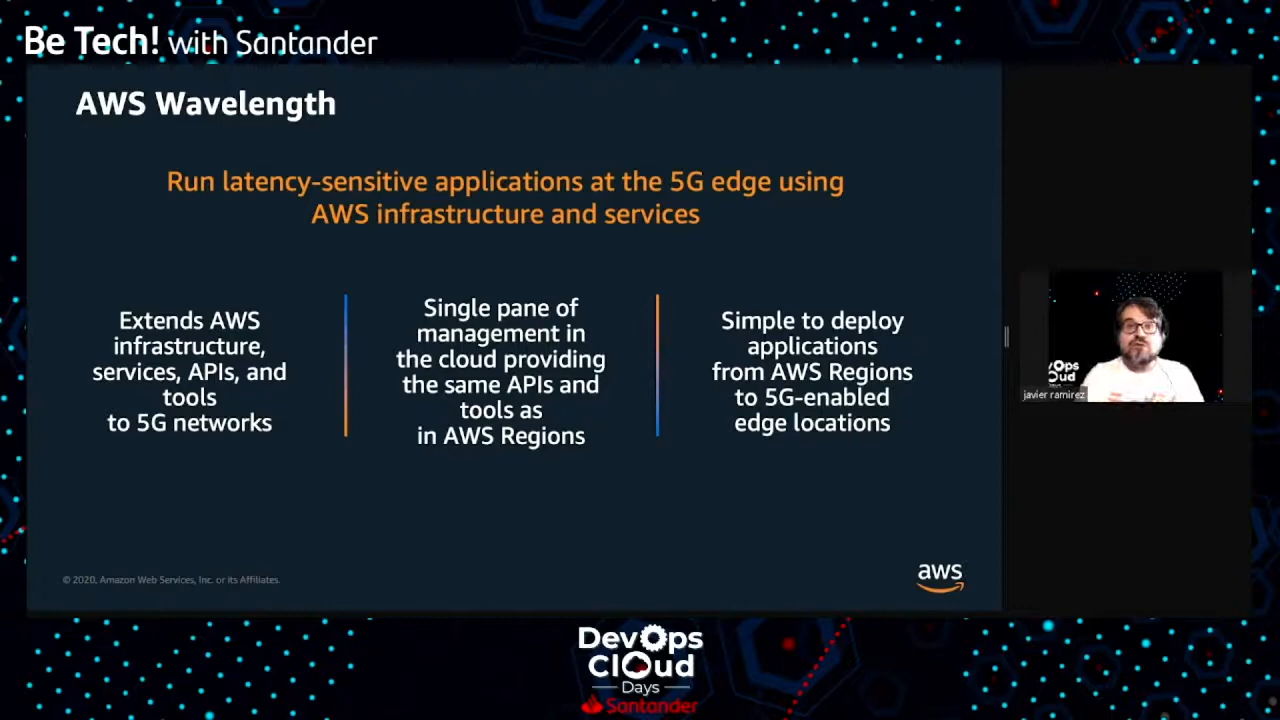 Be Tech! with Santander
AWS Wavelength
Run latency-sensitive applications at the 5G edge using
AWS infrastructure and services
Extends AWS
infrastructure,
services, APIs, and
tools
to 5G networks
Single pane of
management in
the cloud providing
the same APIs and
tools as
in AWS Regions
Simple to deploy
applications
from AWS Regions
to 5G-enabled
edge locations
© 2020, Amazon Web Services, Inc. or its Affiliates.
aws
javier ramirez
DevOps
Cloud
Days
Santander